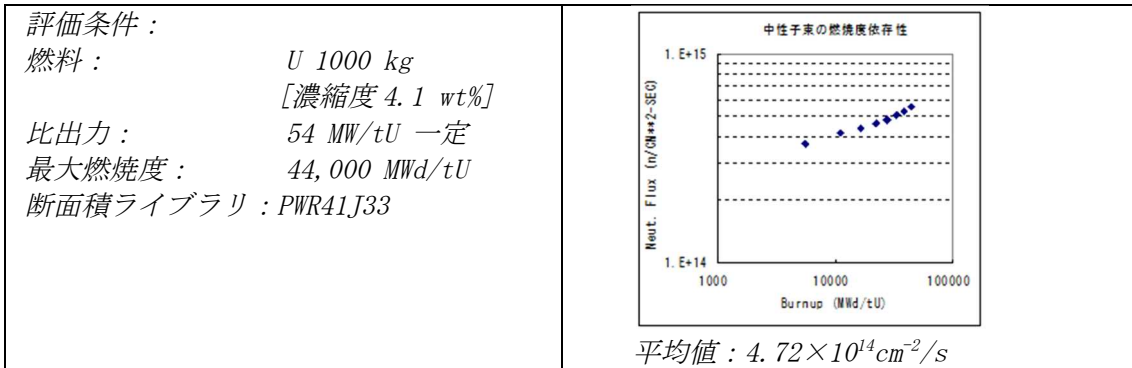 評価条件：
燃料： U 1000 kg
[濃縮度 4.1 wt%]
比出力： 54 MW/tU 一定
最大燃焼度： 44,000 MWd/tU
断面積ライブラリ：PWR41J33
中性子束の燃焼度依存性
1.E+15
Neut. Flux (n/CM**2-SEC)
1.E+14
1000 10000 100000
Burnup (MWd/tU)
平均値：4.72×10¹⁴cm⁻²/s